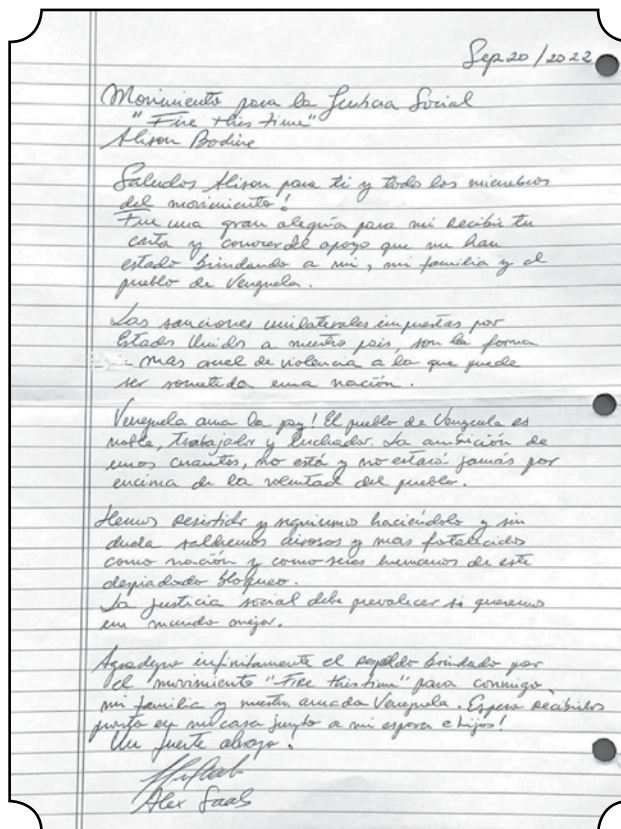 Sep 20 / 2022
Movimiento para la Justicia Social
"Fire this time"
Alison Bodine
Saludos Alison para ti y todos los miembros
del movimiento!
Fue una gran alegría para mi recibir tu
carta y conocer del apoyo que me han
estado brindando a mi, mi familia y el
pueblo de Venezuela.
Las sanciones unilaterales impuestas por
Estados Unidos a nuestro país, son la forma
mas cruel de violencia a la que puede
ser sometida una nación.
Venezuela ama la paz! El pueblo de Venezuela es
noble, trabajador y luchador. La ambición de
unos cuantos, no está y no estará jamás por
encima de la voluntad del pueblo.
Hemos resistido y seguiremos haciéndolo y sin
duda saldremos airosos y mas fortalecidos
como nación y como seres humanos de este
despiadado bloqueo.
La justicia social debe prevalecer si queremos
un mundo mejor.
Agradezco infinitamente el respaldo brindado por
el movimiento "Fire this time" para conmigo,
mi familia y nuestra amada Venezuela. Espero recibirlos
pronto en mi casa junto a mi esposa e hijos!
Un fuerte abrazo!
Alex Saab